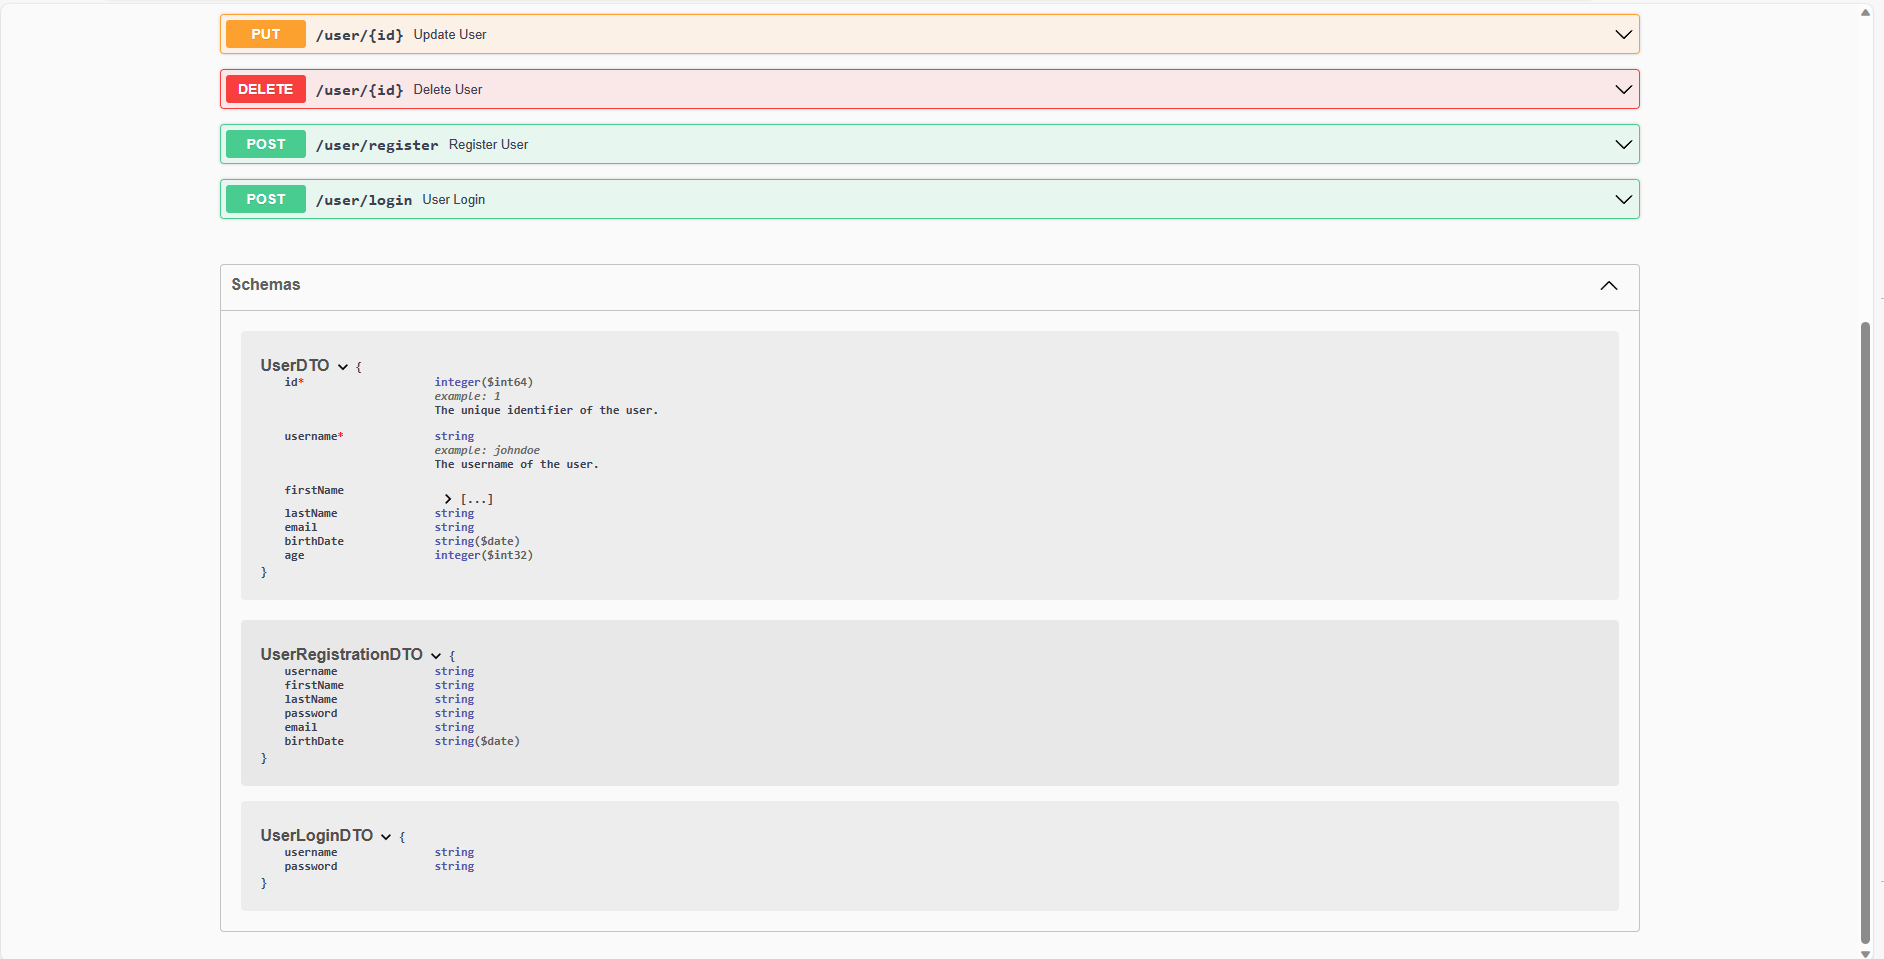 PUT /user/{id} Update User
DELETE /user/{id} Delete User
POST /user/register Register User
POST /user/login User Login
Schemas
UserDTO {
id* integer($int64)
example: 1
The unique identifier of the user.
username* string
example: johndoe
The username of the user.
firstName
[...]
lastName string
email string
birthDate string($date)
age integer($int32)
}
UserRegistrationDTO {
username string
firstName string
lastName string
password string
email string
birthDate string($date)
}
UserLoginDTO {
username string
password string
}